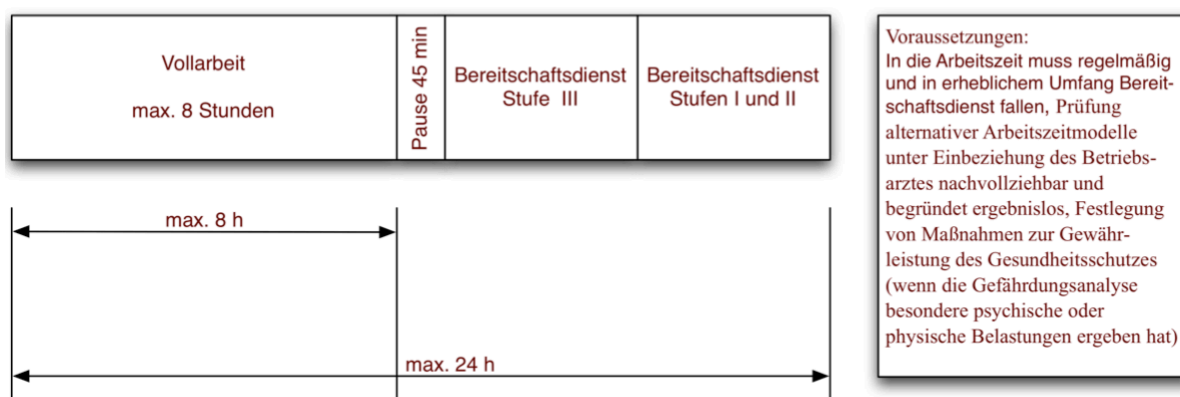 Vollarbeit
max. 8 Stunden
Pause 45 min
Bereitschaftsdienst
Stufe III
Bereitschaftsdienst
Stufen I und II
max. 8 h
max. 24 h
Voraussetzungen:
In die Arbeitszeit muss regelmäßig
und in erheblichem Umfang Bereit-
schaftsdienst fallen, Prüfung
alternativer Arbeitszeitmodelle
unter Einbeziehung des Betriebs-
arztes nachvollziehbar und
begründet ergebnislos, Festlegung
von Maßnahmen zur Gewähr-
leistung des Gesundheitsschutzes
(wenn die Gefährdungsanalyse
besondere psychische oder
physische Belastungen ergeben hat)